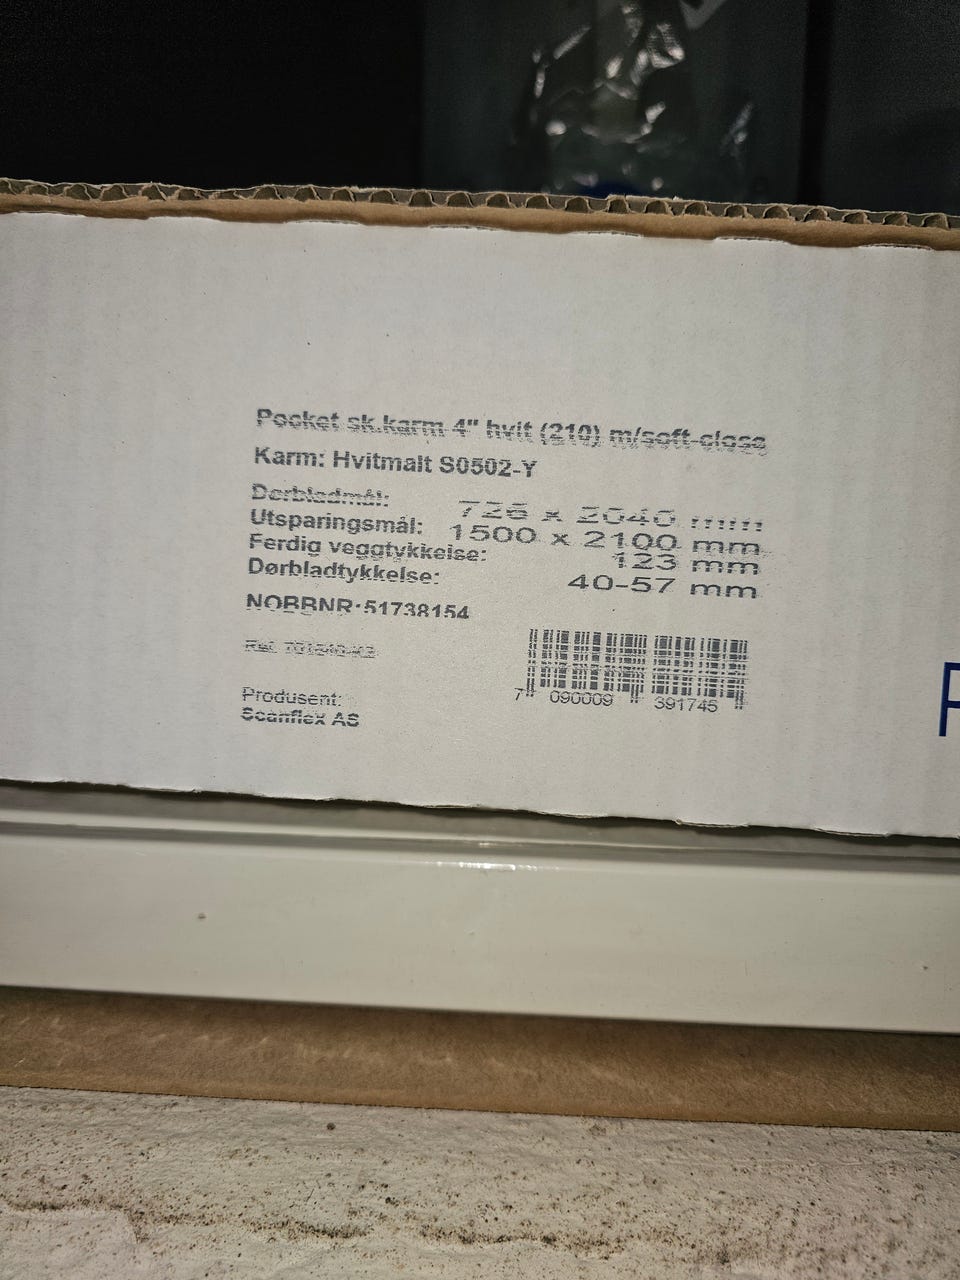 Pocket sk.karm 4" hvit (210) m/soft-close
Karm: Hvitmalt S0502-Y
Dørbladmål: 726 x 2040 mm
Utsparingsmål: 1500 x 2100 mm
Ferdig veggtykkelse: 123 mm
Dørbladtykkelse: 40-57 mm
NOBBNR:51738154
Produsent:
Scanflex AS
7 090009 391745